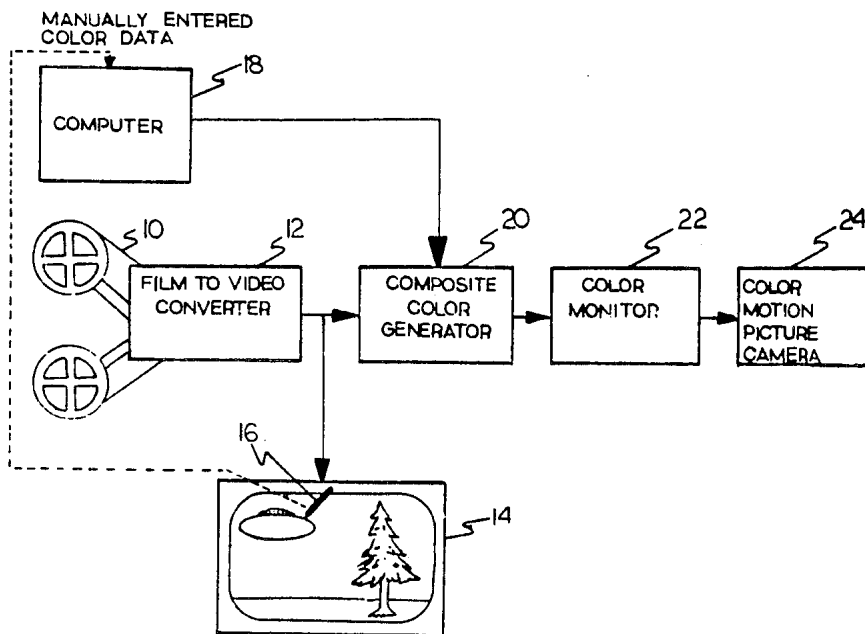 MANUALLY ENTERED
COLOR DATA
18
COMPUTER
10
12
20
22
24
FILM TO VIDEO
CONVERTER
COMPOSITE
COLOR
GENERATOR
COLOR
MONITOR
COLOR
MOTION
PICTURE
CAMERA
16
14